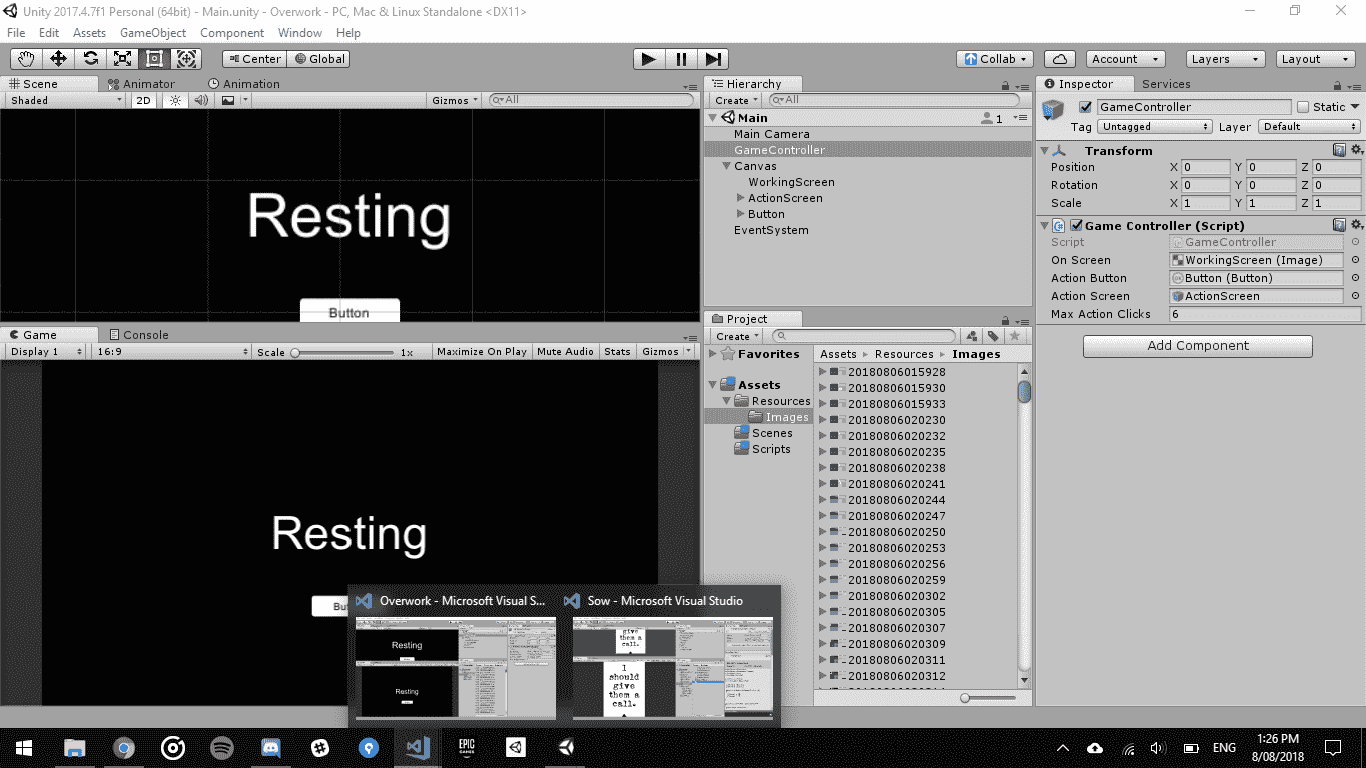 Unity 2017.4.7f1 Personal (64bit) - Main.unity - Overwork - PC, Mac & Linux Standalone <DX11>
File Edit Assets GameObject Component Window Help
Center Global
Collab Account Layers Layout
Scene Animator Animation
Shaded 2D Gizmos All
Resting
Button
Game Console
Display 1 16:9 Scale 1x Maximize On Play Mute Audio Stats Gizmos
Resting
Hierarchy
Create All
Main 1
Main Camera
GameController
Canvas
WorkingScreen
ActionScreen
Button
EventSystem
Project
Create
Favorites
Assets
Resources
Images
Scenes
Scripts
Assets Resources Images
20180806015928
20180806015930
20180806015933
20180806020230
20180806020232
20180806020235
20180806020238
20180806020241
20180806020244
20180806020247
20180806020250
20180806020253
20180806020256
20180806020259
20180806020302
20180806020305
20180806020307
20180806020309
20180806020311
20180806020312
Inspector Services
GameController Static
Tag Untagged Layer Default
Transform
Position X 0 Y 0 Z 0
Rotation X 0 Y 0 Z 0
Scale X 1 Y 1 Z 1
Game Controller (Script)
Script GameController
On Screen WorkingScreen (Image)
Action Button Button (Button)
Action Screen ActionScreen
Max Action Clicks 6
Add Component
Overwork - Microsoft Visual S...
Sow - Microsoft Visual Studio
Resting
Resting
give
them a
call.
I
should
give
them a
call.
EPIC
GAMES
ENG
1:26 PM
8/08/2018